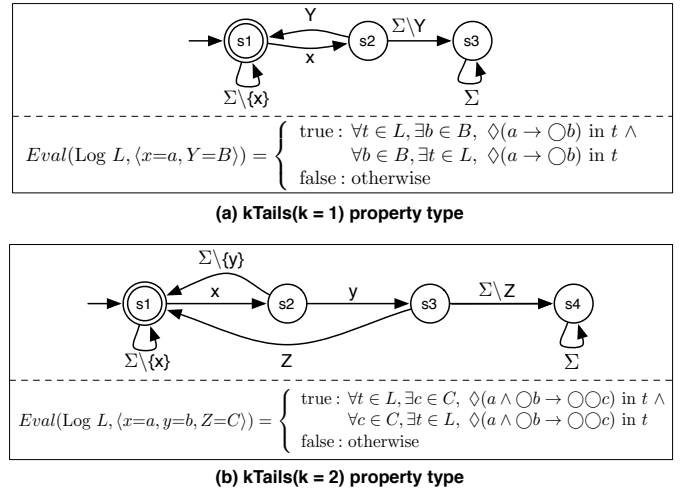 Y
Σ\Y
s1 s2 s3
x
Σ\{x}
Σ
Eval(Log L, ⟨x=a, Y=B⟩) = { true : ∀t ∈ L, ∃b ∈ B, ◊(a → ◯b) in t ∧
∀b ∈ B, ∃t ∈ L, ◊(a → ◯b) in t
false : otherwise
(a) kTails(k = 1) property type
Σ\{y}
x y Σ\Z
s1 s2 s3 s4
Σ\{x} Z Σ
Eval(Log L, ⟨x=a, y=b, Z=C⟩) = { true : ∀t ∈ L, ∃c ∈ C, ◊(a ∧ ◯b → ◯◯c) in t ∧
∀c ∈ C, ∃t ∈ L, ◊(a ∧ ◯b → ◯◯c) in t
false : otherwise
(b) kTails(k = 2) property type